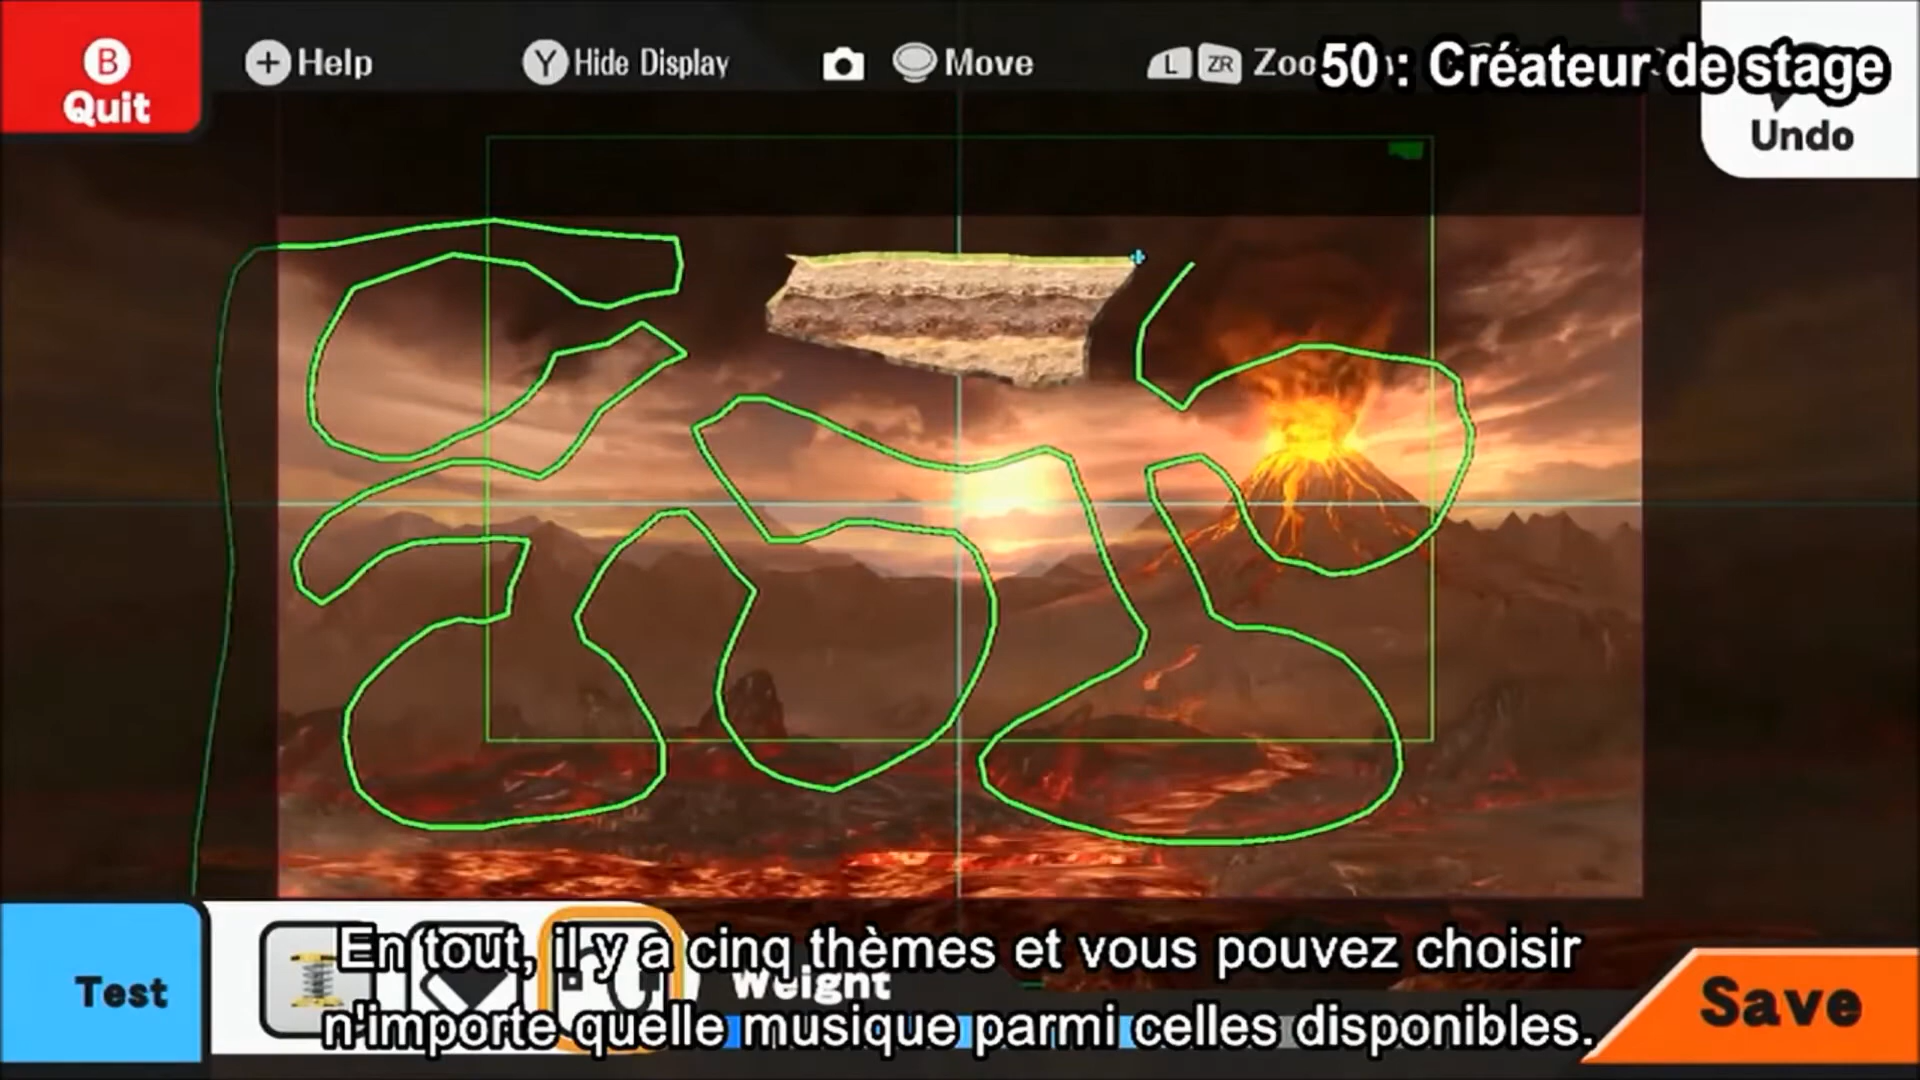 B
Quit
+ Help
Y Hide Display
Move
L ZR Zoo
50 : Créateur de stage
Undo
En tout, il y a cinq thèmes et vous pouvez choisir
Weight
n'importe quelle musique parmi celles disponibles.
Test
Save